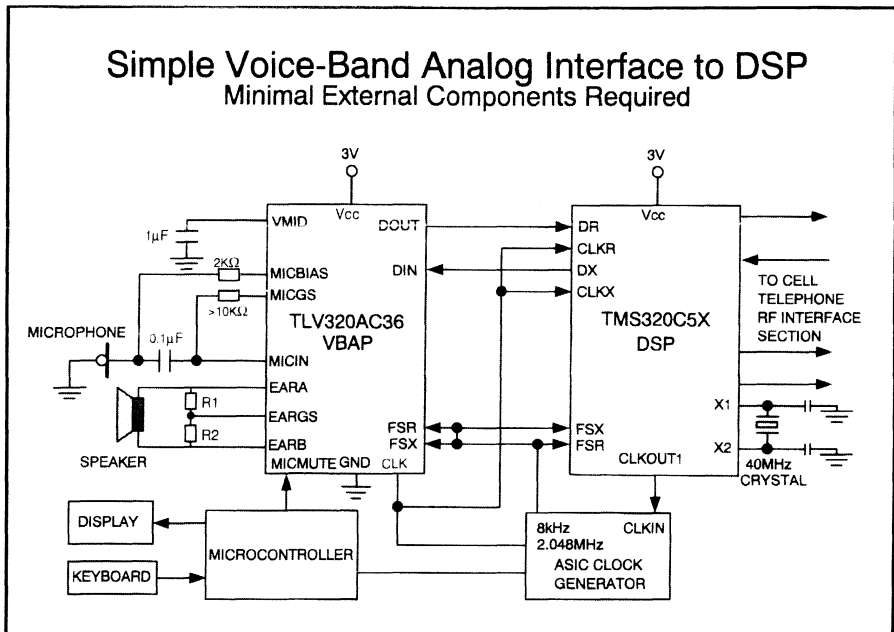 Simple Voice-Band Analog Interface to DSP
Minimal External Components Required
3V
3V
Vcc
Vcc
VMID
DOUT
DR
1µF
CLKR
2KΩ
MICBIAS
DIN
DX
MICGS
CLKX
>10KΩ
TO CELL
TELEPHONE
RF INTERFACE
SECTION
TLV320AC36
VBAP
TMS320C5X
DSP
MICROPHONE
0.1µF
MICIN
EARA
R1
EARGS
R2
EARB
SPEAKER
FSR
FSX
FSX
FSR
X1
X2
MICMUTE
GND
CLK
CLKOUT1
40MHz
CRYSTAL
DISPLAY
KEYBOARD
MICROCONTROLLER
8kHz
CLKIN
2.048MHz
ASIC CLOCK
GENERATOR